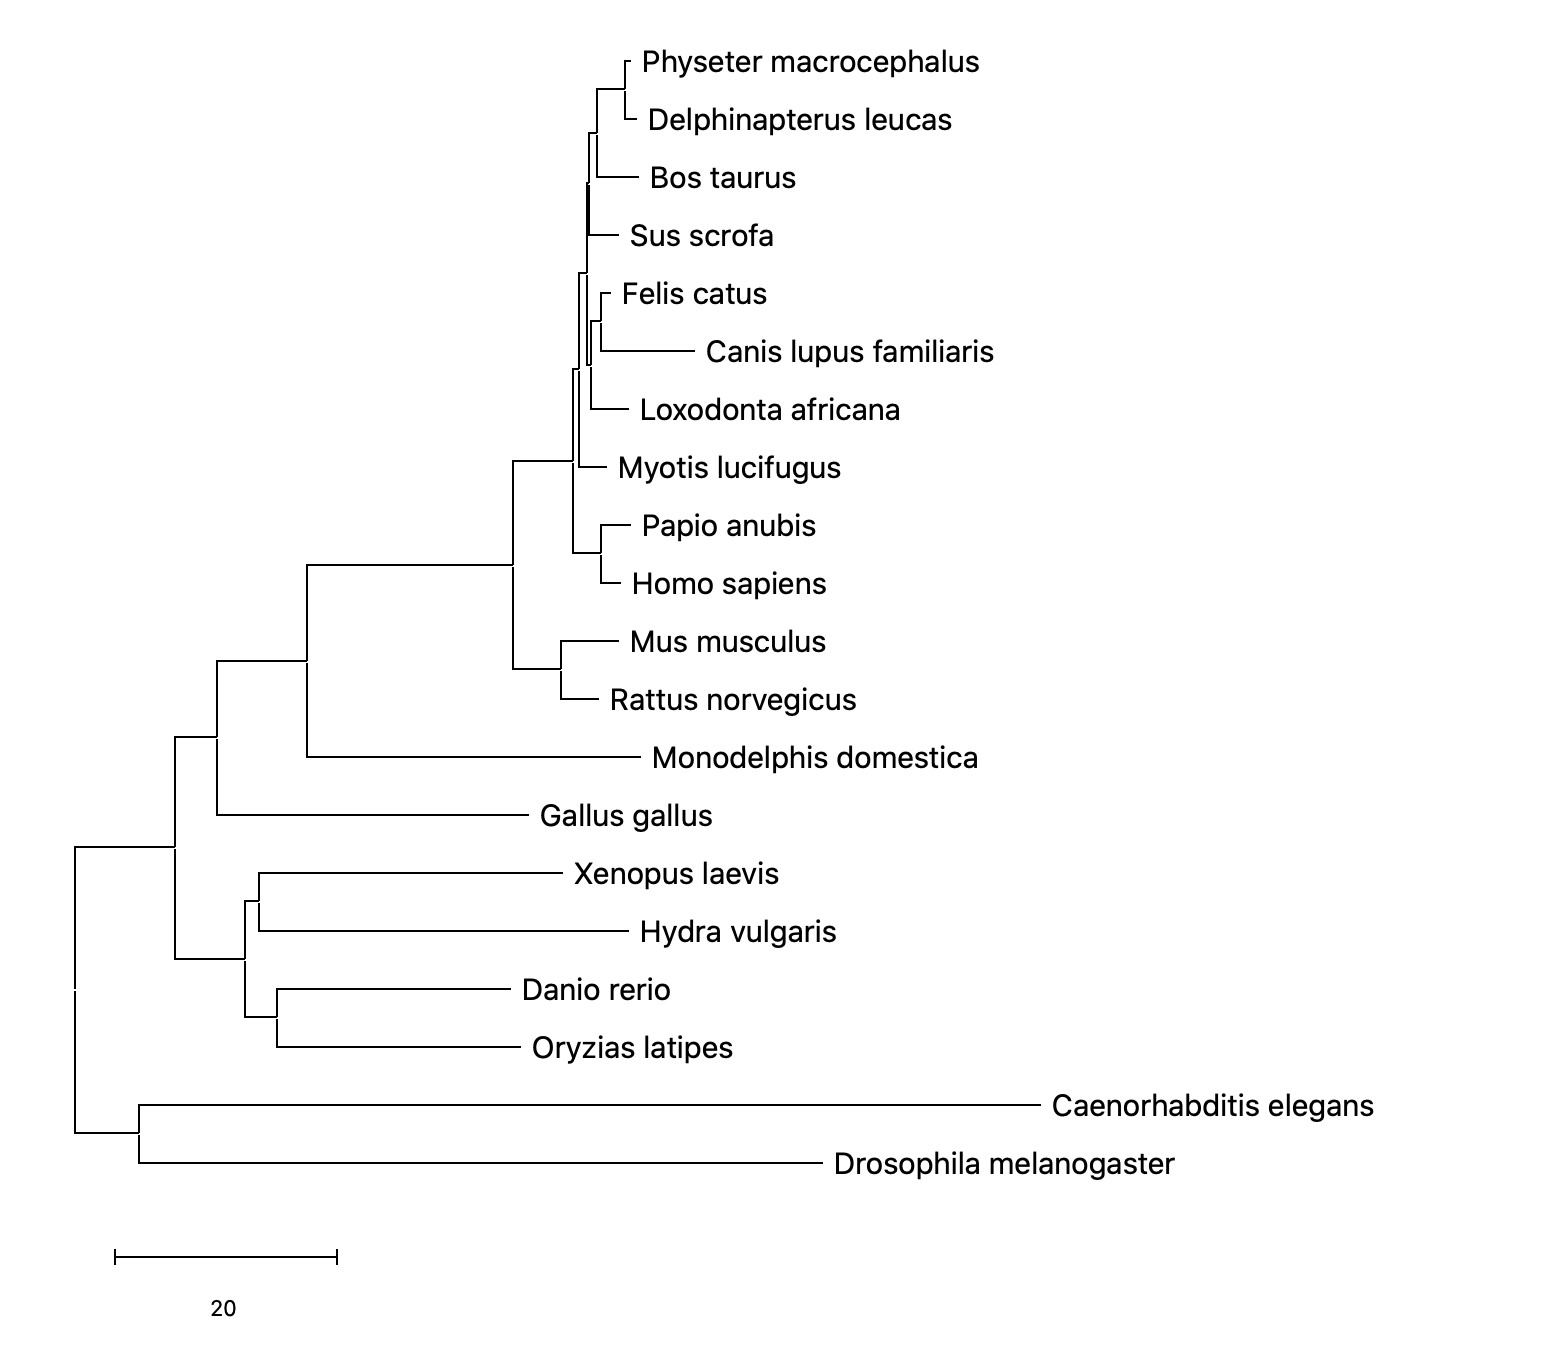 Physeter macrocephalus
Delphinapterus leucas
Bos taurus
Sus scrofa
Felis catus
Canis lupus familiaris
Loxodonta africana
Myotis lucifugus
Papio anubis
Homo sapiens
Mus musculus
Rattus norvegicus
Monodelphis domestica
Gallus gallus
Xenopus laevis
Hydra vulgaris
Danio rerio
Oryzias latipes
Caenorhabditis elegans
Drosophila melanogaster
20